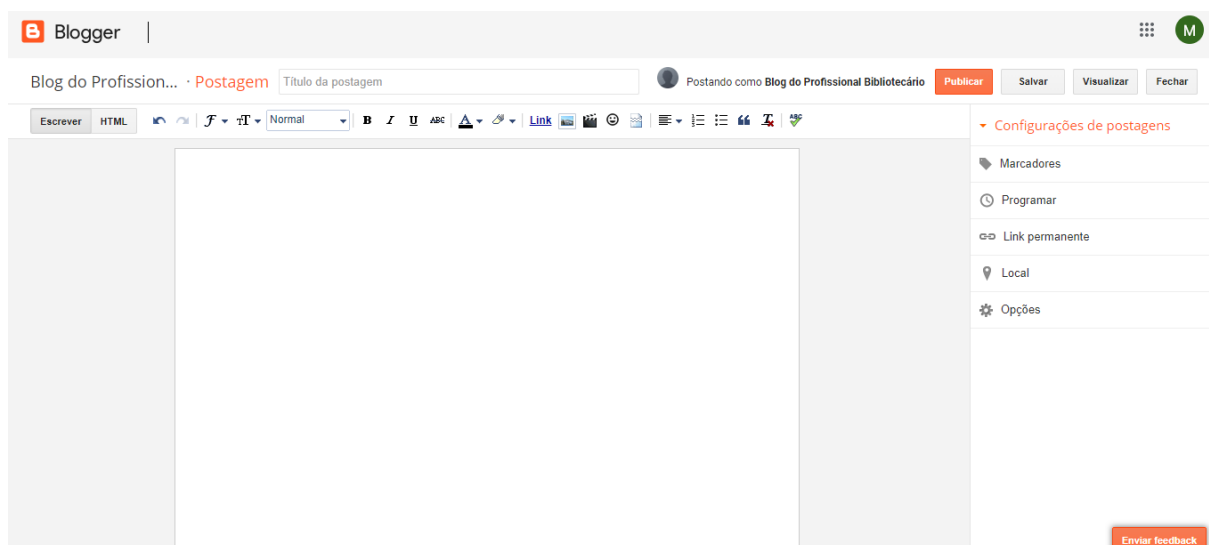 Blogger
M
Blog do Profission... · Postagem Título da postagem Postando como Blog do Profissional Bibliotecário Publicar Salvar Visualizar Fechar
Escrever HTML Normal B I U ABC A Link ABC
Configurações de postagens
Marcadores
Programar
Link permanente
Local
Opções
Enviar feedback